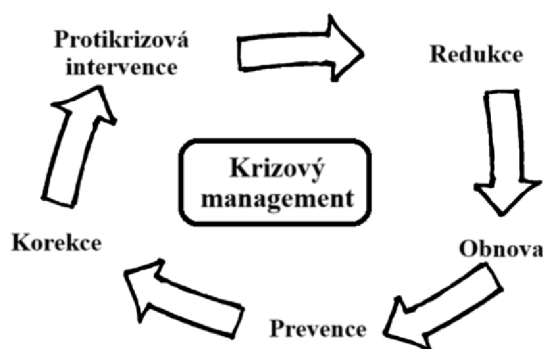 Protikrizová
intervence
Redukce
Krizový
management
Korekce
Obnova
Prevence